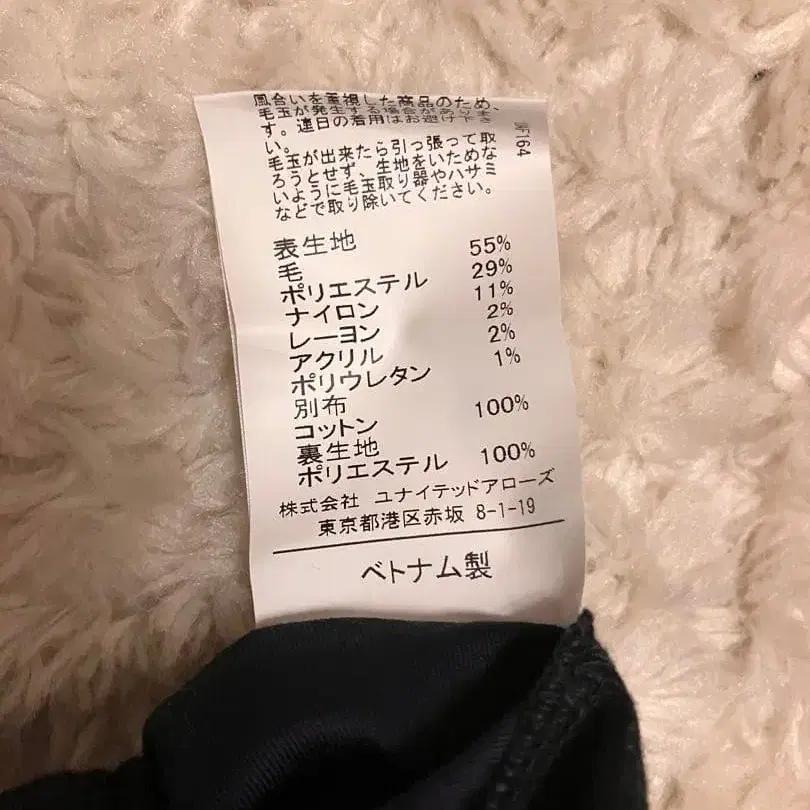 風合いを重視した商品のため、
毛玉が発生する場合がありま
す。連日の着用はお避け下さ
い。
毛玉が出来たら引っ張って取
ろうとせず、生地をいためな
いように毛玉取り器やハサミ
などで取り除いてください。
表生地
毛 55%
ポリエステル 29%
ナイロン 11%
レーヨン 2%
アクリル 2%
ポリウレタン 1%
別布
コットン 100%
裏生地
ポリエステル 100%
株式会社 ユナイテッドアローズ
東京都港区赤坂 8-1-19
ベトナム製